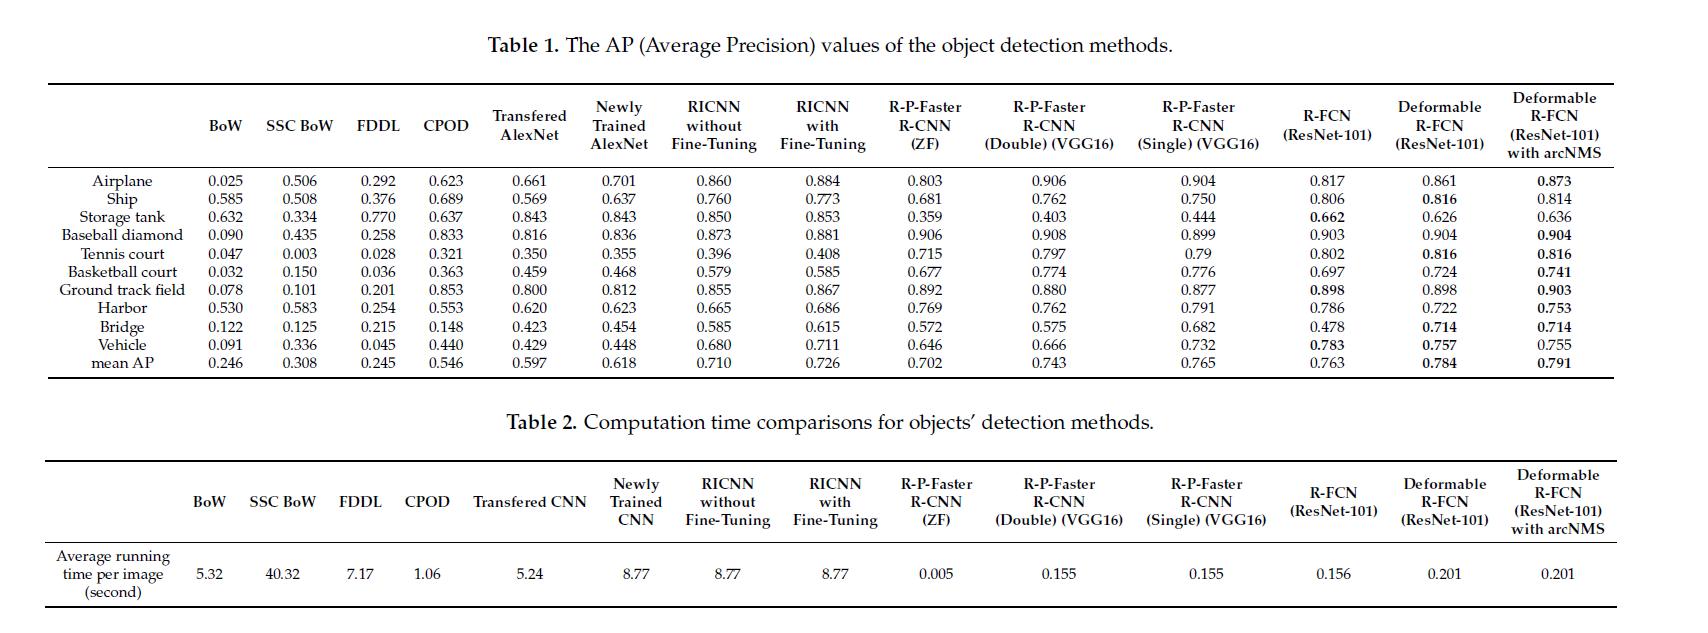 Table 1. The AP (Average Precision) values of the object detection methods.
BoW SSC BoW FDDL CPOD Transfered AlexNet Newly Trained AlexNet RICNN without Fine-Tuning RICNN with Fine-Tuning R-P-Faster R-CNN (ZF) R-P-Faster R-CNN (Double) (VGG16) R-P-Faster R-CNN (Single) (VGG16) R-FCN (ResNet-101) Deformable R-FCN (ResNet-101) Deformable R-FCN (ResNet-101) with arcNMS
Airplane 0.025 0.506 0.292 0.623 0.661 0.701 0.860 0.884 0.803 0.906 0.904 0.817 0.861 0.873
Ship 0.585 0.508 0.376 0.689 0.569 0.637 0.760 0.773 0.681 0.762 0.750 0.806 0.816 0.814
Storage tank 0.632 0.334 0.770 0.637 0.843 0.843 0.850 0.853 0.359 0.403 0.444 0.662 0.626 0.636
Baseball diamond 0.090 0.435 0.258 0.833 0.816 0.836 0.873 0.881 0.906 0.908 0.899 0.903 0.904 0.904
Tennis court 0.047 0.003 0.028 0.321 0.350 0.355 0.396 0.408 0.715 0.797 0.79 0.802 0.816 0.816
Basketball court 0.032 0.150 0.036 0.363 0.459 0.468 0.579 0.585 0.677 0.774 0.776 0.697 0.724 0.741
Ground track field 0.078 0.101 0.201 0.853 0.800 0.812 0.855 0.867 0.892 0.880 0.877 0.898 0.898 0.903
Harbor 0.530 0.583 0.254 0.553 0.620 0.623 0.665 0.686 0.769 0.762 0.791 0.786 0.722 0.753
Bridge 0.122 0.125 0.215 0.148 0.423 0.454 0.585 0.615 0.572 0.575 0.682 0.478 0.714 0.714
Vehicle 0.091 0.336 0.045 0.440 0.429 0.448 0.680 0.711 0.646 0.666 0.732 0.783 0.757 0.755
mean AP 0.246 0.308 0.245 0.546 0.597 0.618 0.710 0.726 0.702 0.743 0.765 0.763 0.784 0.791
Table 2. Computation time comparisons for objects’ detection methods.
BoW SSC BoW FDDL CPOD Transfered CNN Newly Trained CNN RICNN without Fine-Tuning RICNN with Fine-Tuning R-P-Faster R-CNN (ZF) R-P-Faster R-CNN (Double) (VGG16) R-P-Faster R-CNN (Single) (VGG16) R-FCN (ResNet-101) Deformable R-FCN (ResNet-101) Deformable R-FCN (ResNet-101) with arcNMS
Average running time per image (second) 5.32 40.32 7.17 1.06 5.24 8.77 8.77 8.77 0.005 0.155 0.155 0.156 0.201 0.201